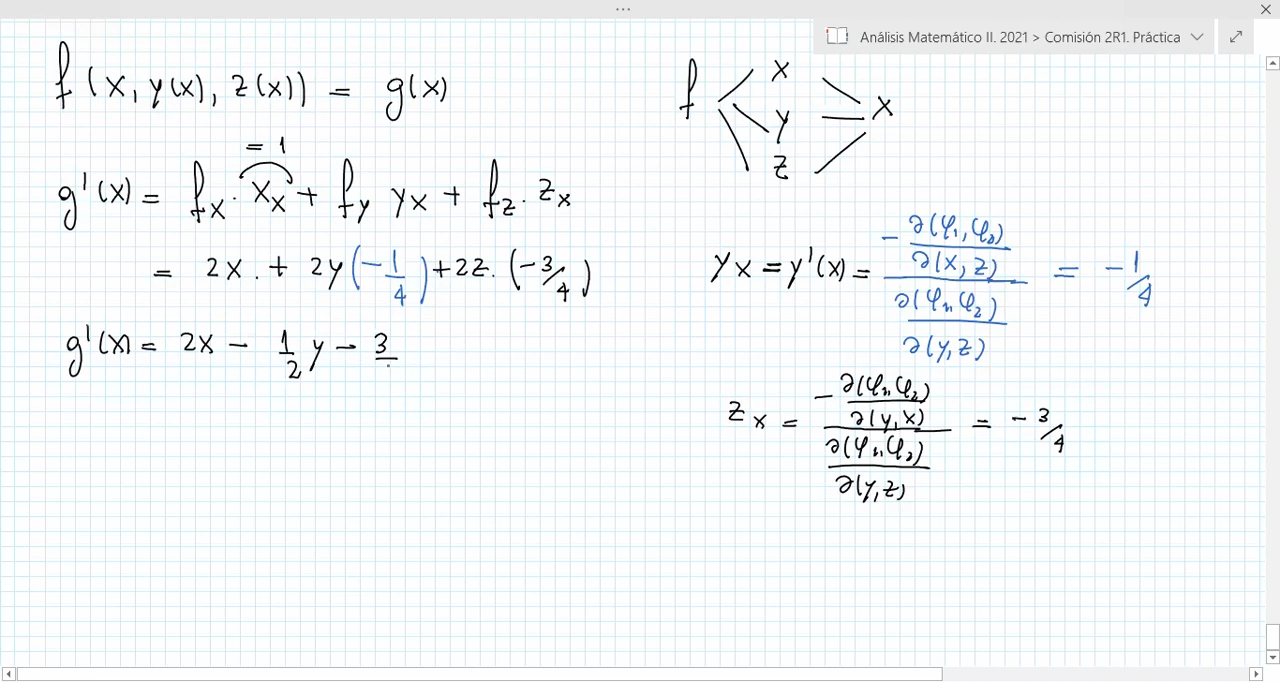 Análisis Matemático II. 2021 > Comisión 2R1. Práctica
f(x, y(x), z(x)) = g(x)
= 1
g'(x) = fx · xx + fy yx + fz · zx
= 2x · + 2y(-1/4) + 2z · (-3/4)
g'(x) = 2x - 1/2 y - 3
f < x y z x
yx = y'(x) = -∂(φ1,φ2)/∂(x,z) / ∂(φ1,φ2)/∂(y,z) = -1/4
zx = -∂(φ1,φ2)/∂(y,x) / ∂(φ1,φ2)/∂(y,z) = -3/4